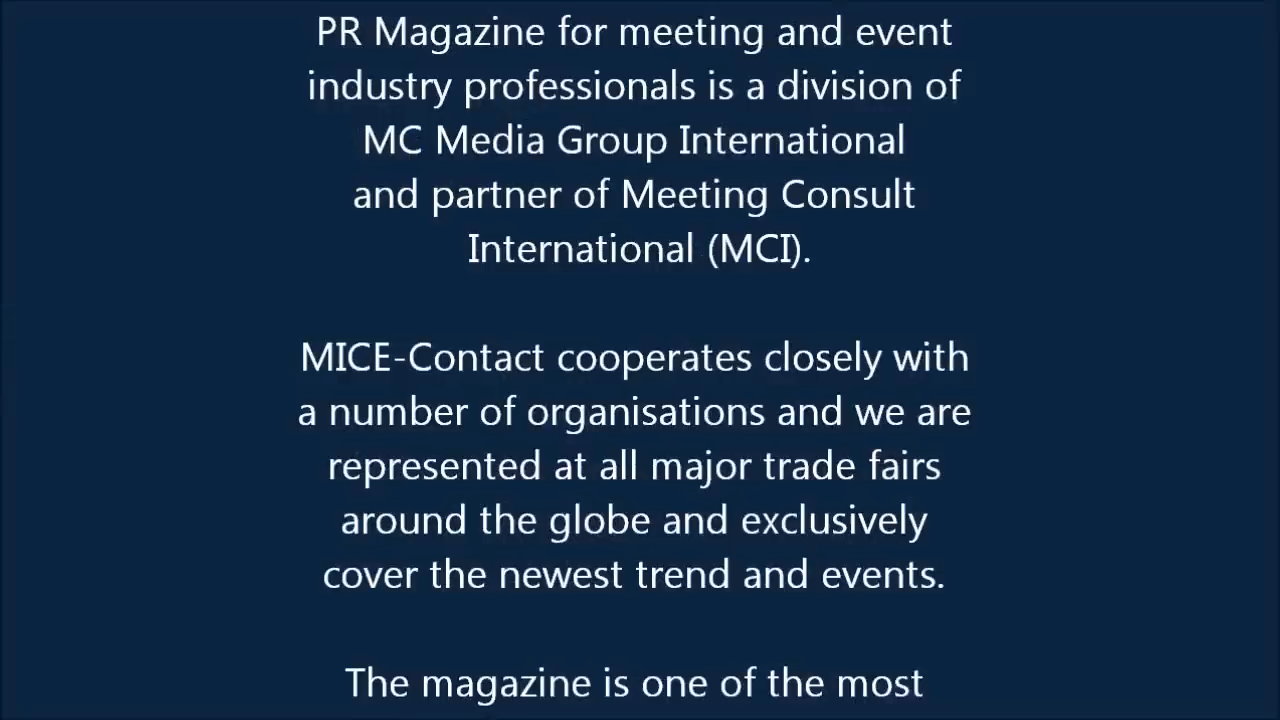 PR Magazine for meeting and event
industry professionals is a division of
MC Media Group International
and partner of Meeting Consult
International (MCI).
MICE-Contact cooperates closely with
a number of organisations and we are
represented at all major trade fairs
around the globe and exclusively
cover the newest trend and events.
The magazine is one of the most